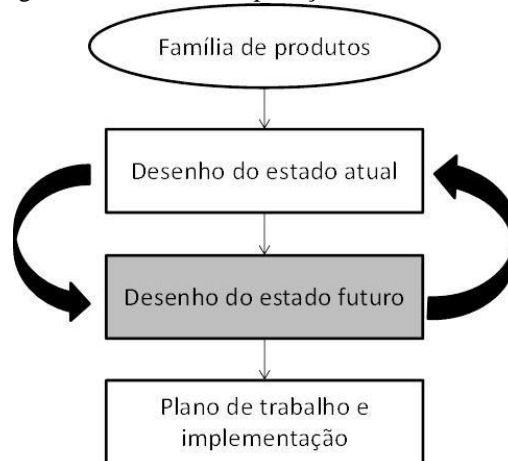 Família de produtos
Desenho do estado atual
Desenho do estado futuro
Plano de trabalho e
implementação